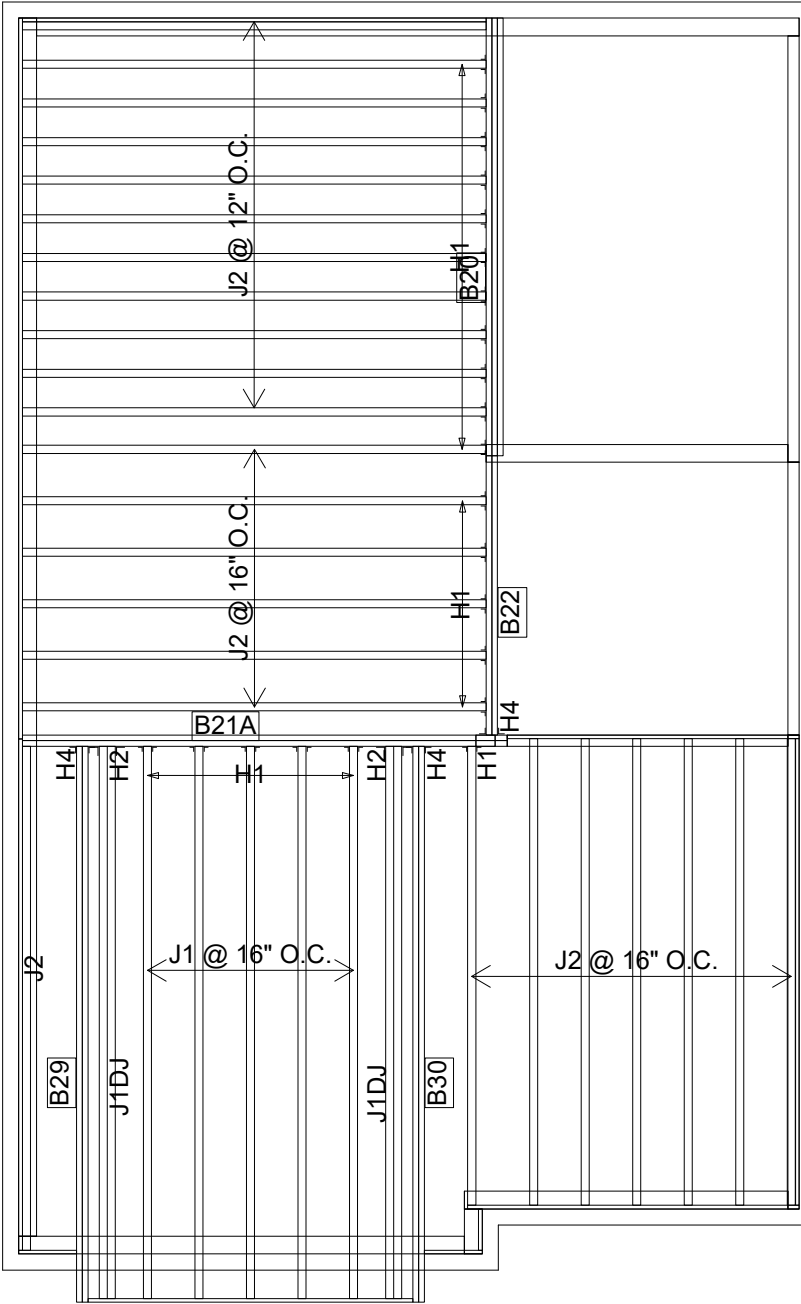 J2 @ 12" O.C.
H1
B20
J2 @ 16" O.C.
H1
B22
B21A
H4
H4
H2
H1
H2
H4
H1
J2
J1 @ 16" O.C.
J2 @ 16" O.C.
B29
J1DJ
J1DJ
B30